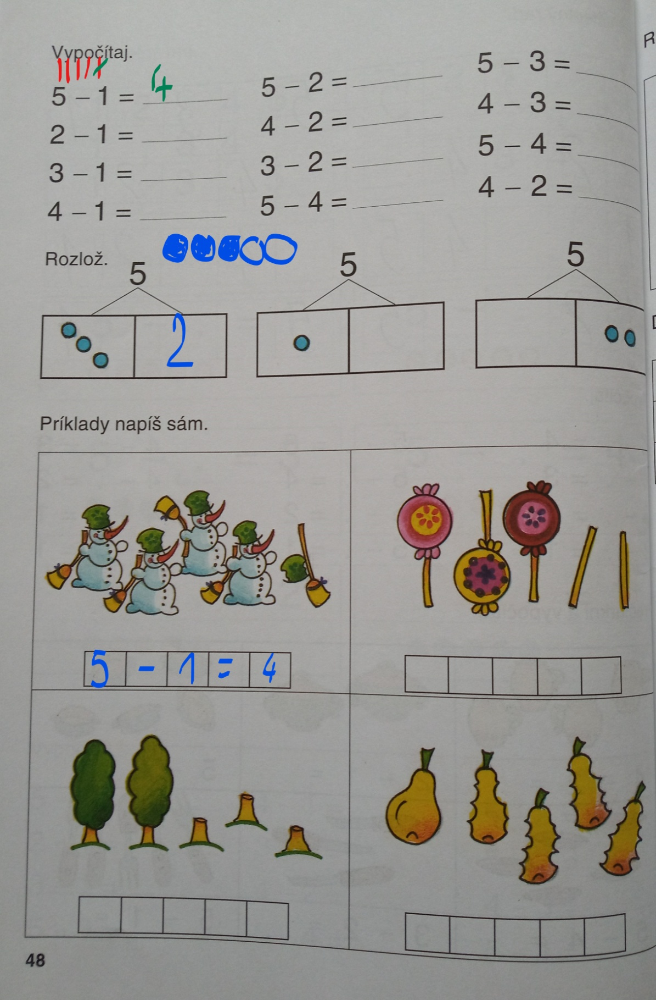 Vypočítaj.
5 – 1 = 4
2 – 1 =
3 – 1 =
4 – 1 =
5 – 2 =
4 – 2 =
3 – 2 =
5 – 4 =
5 – 3 =
4 – 3 =
5 – 4 =
4 – 2 =
Rozlož.
5
2
5
5
Príklady napíš sám.
5 - 1 = 4
48
R